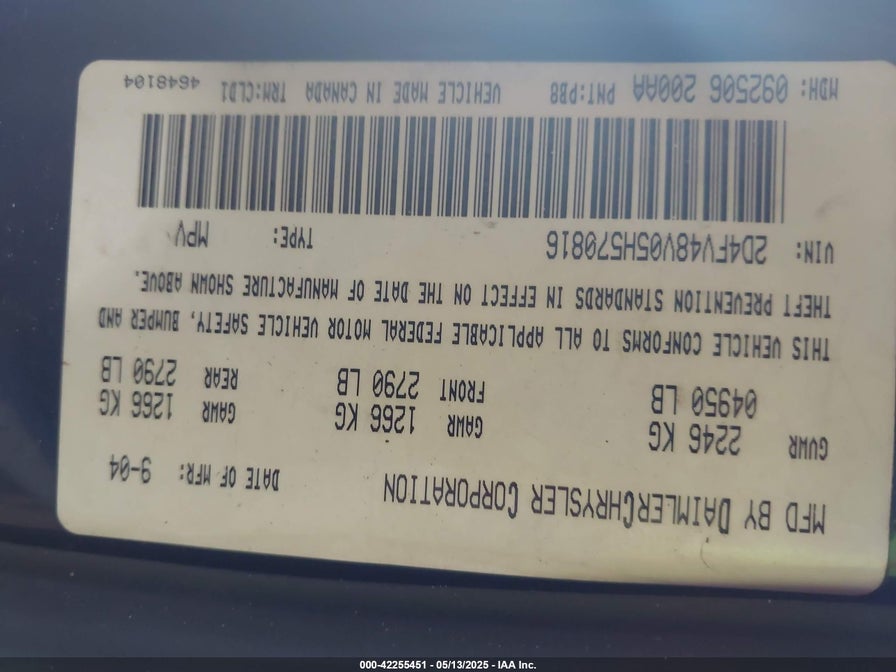 MFD BY DAIMLERCHRYSLER CORPORATION DATE OF MFR: 9-04
GVWR 2246 KG GAWR 1266 KG GAWR 1266 KG
04950 LB FRONT 2790 LB REAR 2790 LB
THIS VEHICLE CONFORMS TO ALL APPLICABLE FEDERAL MOTOR VEHICLE SAFETY, BUMPER AND
THEFT PREVENTION STANDARDS IN EFFECT ON THE DATE OF MANUFACTURE SHOWN ABOVE.
VIN: 2D4FV48V05H570816 TYPE: MPV
MDH: 092506 200AA PNT:PB8 VEHICLE MADE IN CANADA TRM:CLD1 4648104
000-42255451 - 05/13/2025 - IAA Inc.